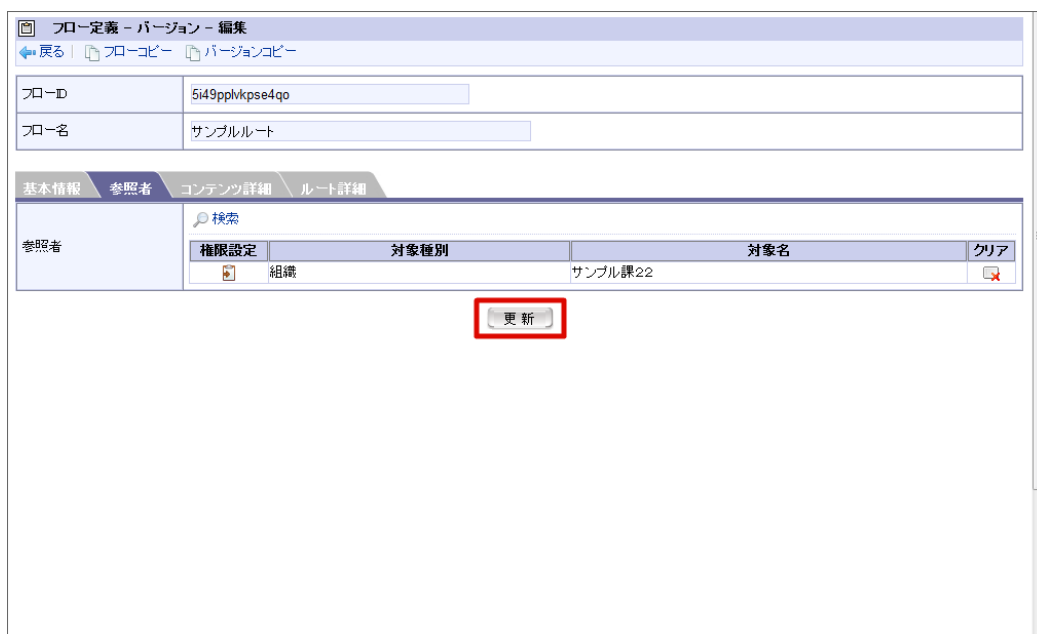 フロー定義 - バージョン - 編集
戻る | フローコピー バージョンコピー
フローID 5i49pplvkpse4qo
フロー名 サンプルルート
基本情報 参照者 コンテンツ詳細 ルート詳細
検索
参照者
権限設定 対象種別 対象名 クリア
組織 サンプル課22
更新